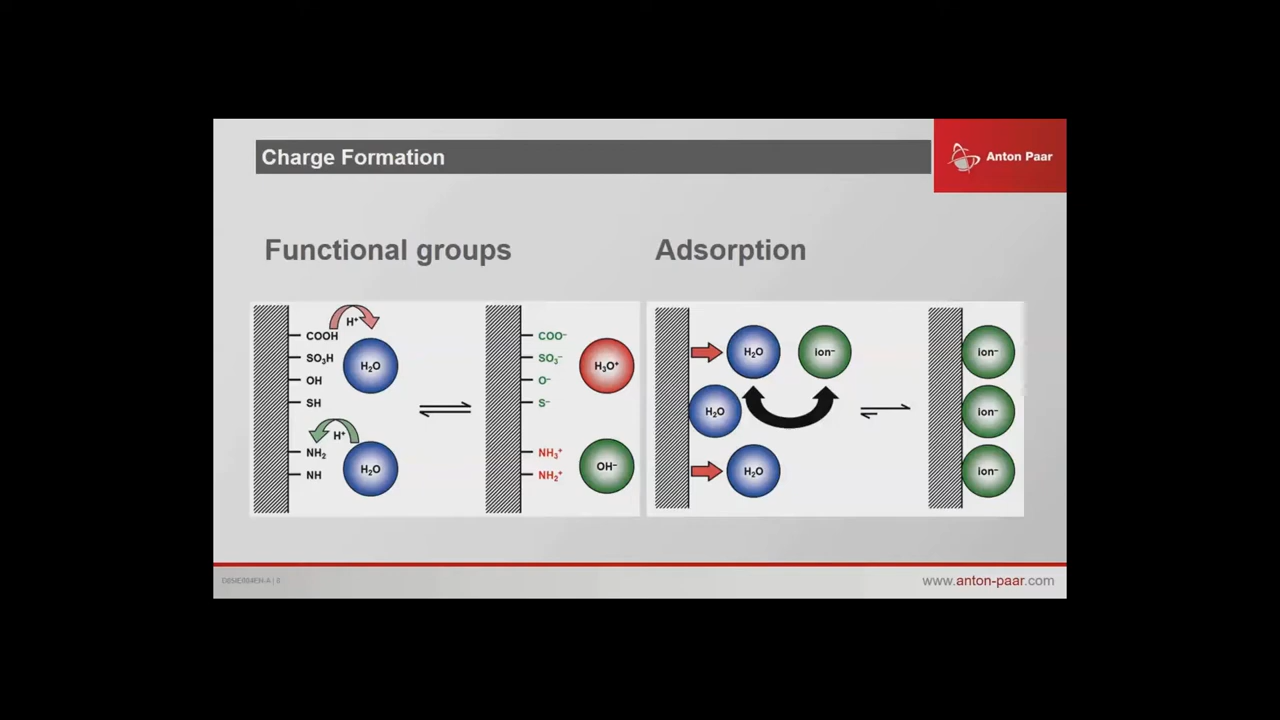 Charge Formation
Anton Paar
Functional groups
Adsorption
H⁺
COOH
SO₃H
OH
SH
H₂O
H⁺
NH₂
NH
H₂O
COO⁻
SO₃⁻
O⁻
S⁻
H₃O⁺
NH₃⁺
NH₂⁺
OH⁻
H₂O
ion⁻
H₂O
H₂O
ion⁻
ion⁻
ion⁻
www.anton-paar.com